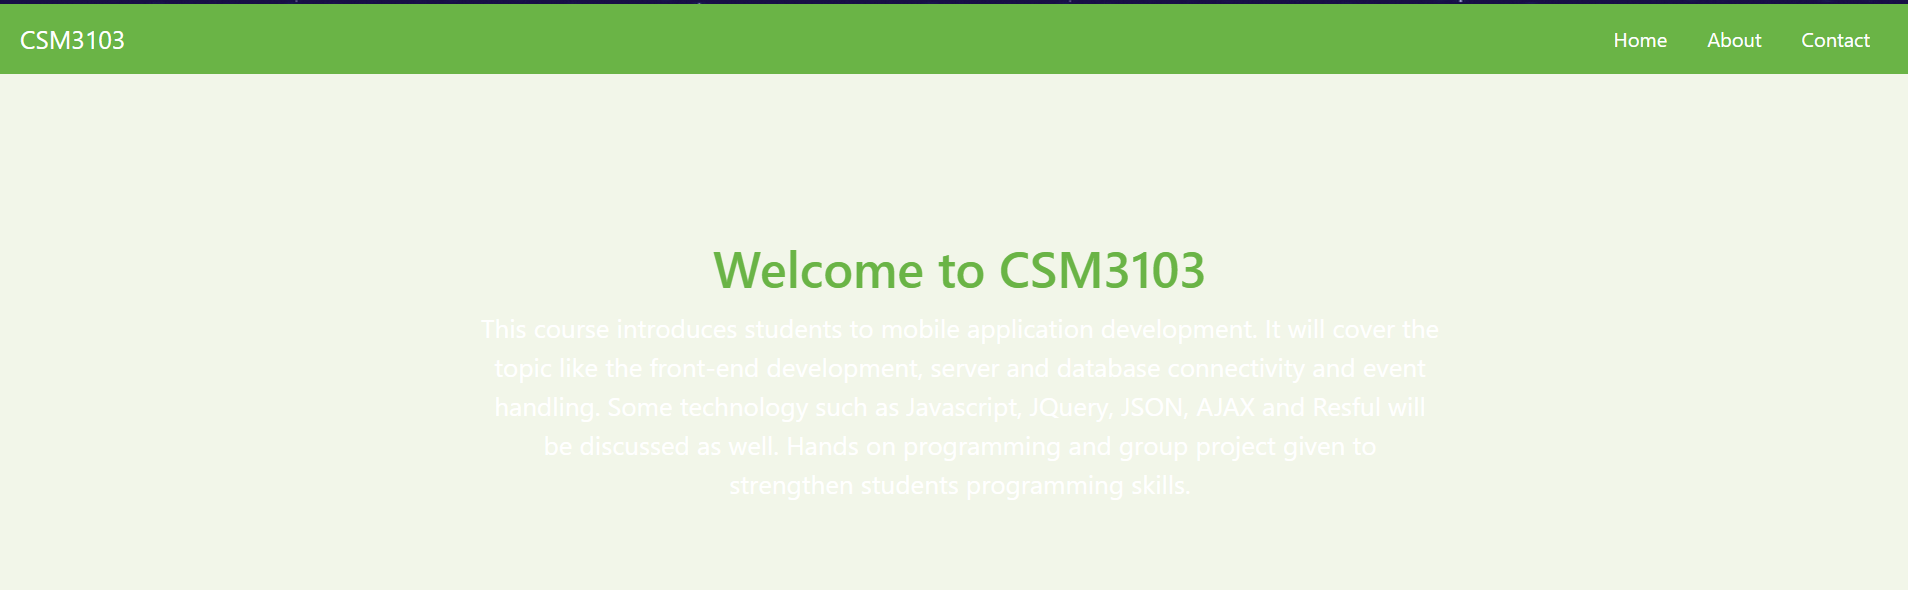 CSM3103
Home About Contact
Welcome to CSM3103
This course introduces students to mobile application development. It will cover the
topic like the front-end development, server and database connectivity and event
handling. Some technology such as Javascript, JQuery, JSON, AJAX and Resful will
be discussed as well. Hands on programming and group project given to
strengthen students programming skills.